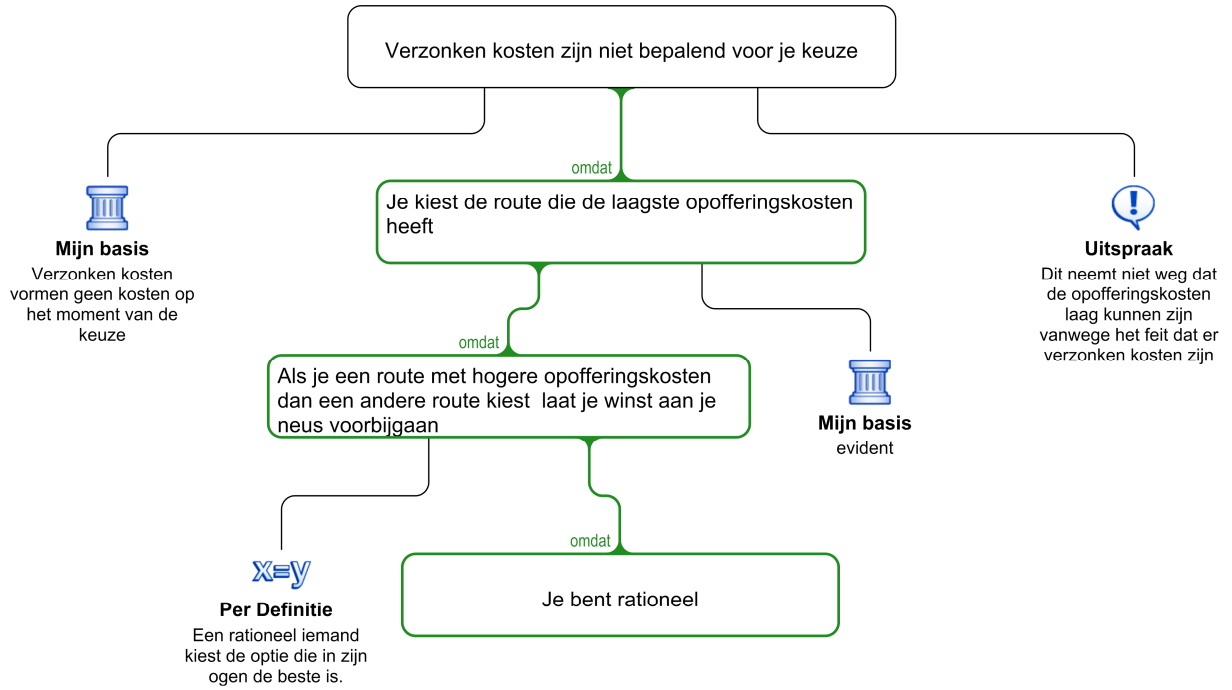 Verzonken kosten zijn niet bepalend voor je keuze
omdat
Je kiest de route die de laagste opofferingskosten
heeft
Mijn basis
Verzonken kosten
vormen geen kosten op
het moment van de
keuze
Uitspraak
Dit neemt niet weg dat
de opofferingskosten
laag kunnen zijn
vanwege het feit dat er
verzonken kosten zijn
omdat
Als je een route met hogere opofferingskosten
dan een andere route kiest laat je winst aan je
neus voorbijgaan
Mijn basis
evident
omdat
x=y
Per Definitie
Een rationeel iemand
kiest de optie die in zijn
ogen de beste is.
Je bent rationeel